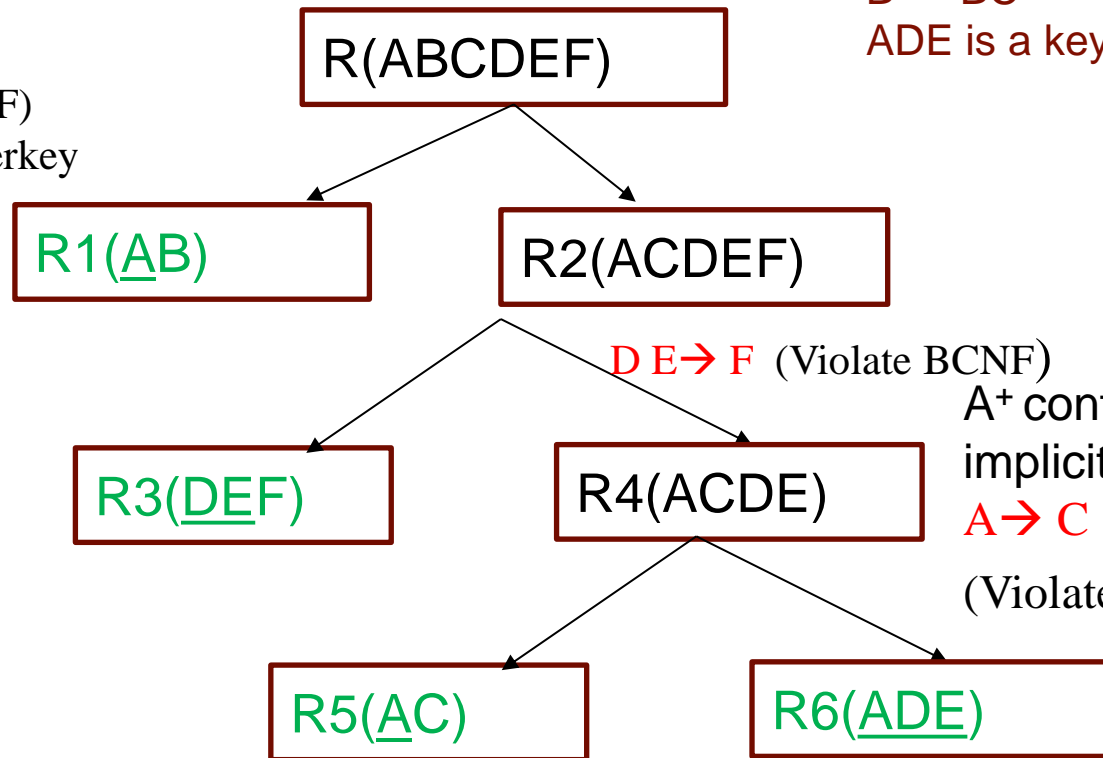 ADE is a key
R(ABCDEF)
F)
erkey
R1(AB)
R2(ACDEF)
D E→ F (Violate BCNF)
A+ con
implicit
A→ C
(Violate
R3(DEF)
R4(ACDE)
R5(AC)
R6(ADE)